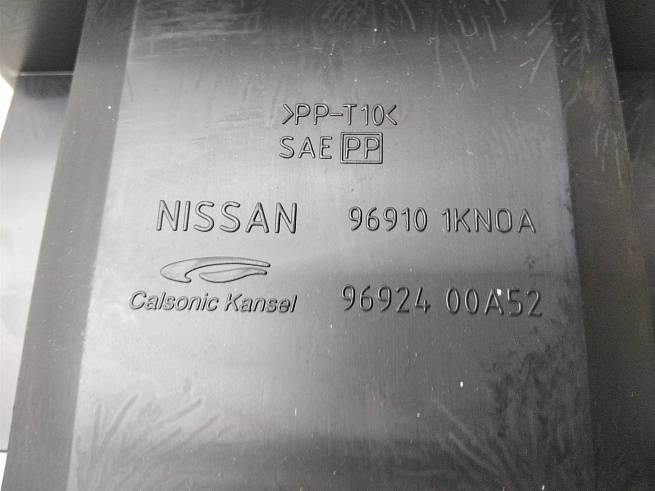 >PP-T10<
SAE PP
NISSAN 96910 1KN0A
Calsonic Kansei 96924 00A52